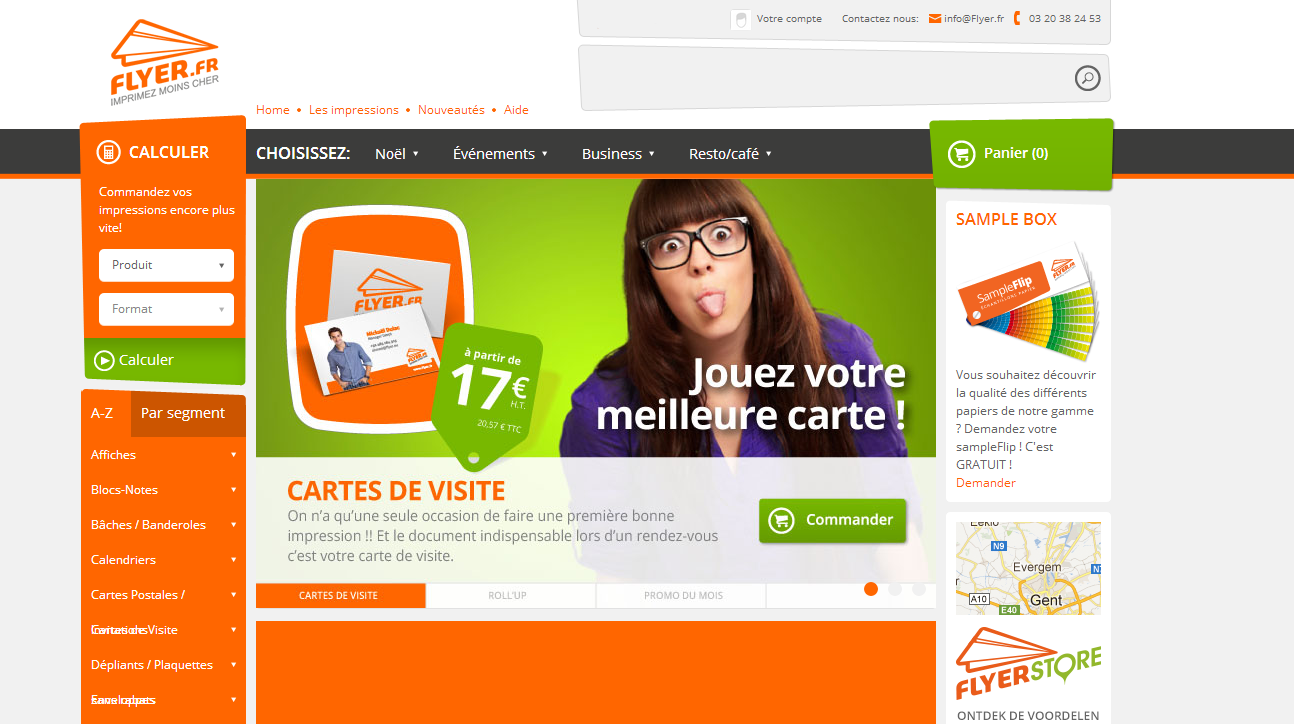 Votre compte
Contactez nous: info@Flyer.fr 03 20 38 24 53
FLYER.FR
IMPRIMEZ MOINS CHER
Home • Les impressions • Nouveautés • Aide
CALCULER
CHOISISSEZ: Noël Événements Business Resto/café
Panier (0)
Commandez vos
impressions encore plus
vite!
Produit
Format
Calculer
A-Z Par segment
Affiches
Blocs-Notes
Bâches / Banderoles
Calendriers
Cartes Postales /
Cartes de Visite
Dépliants / Plaquettes
Enveloppes
FLYER.FR
à partir de
17€
H.T.
20,57 € TTC
Jouez votre
meilleure carte !
CARTES DE VISITE
On n’a qu’une seule occasion de faire une première bonne
impression !! Et le document indispensable lors d’un rendez-vous
c’est votre carte de visite.
Commander
CARTES DE VISITE ROLL'UP PROMO DU MOIS
SAMPLE BOX
SampleFlip
FLYER.FR
Vous souhaitez découvrir
la qualité des différents
papiers de notre gamme
? Demandez votre
sampleFlip ! C'est
GRATUIT !
Demander
Eeklo
N9
Evergem
A10
Gent
E40
FLYERSTORE
ONTDEK DE VOORDELEN